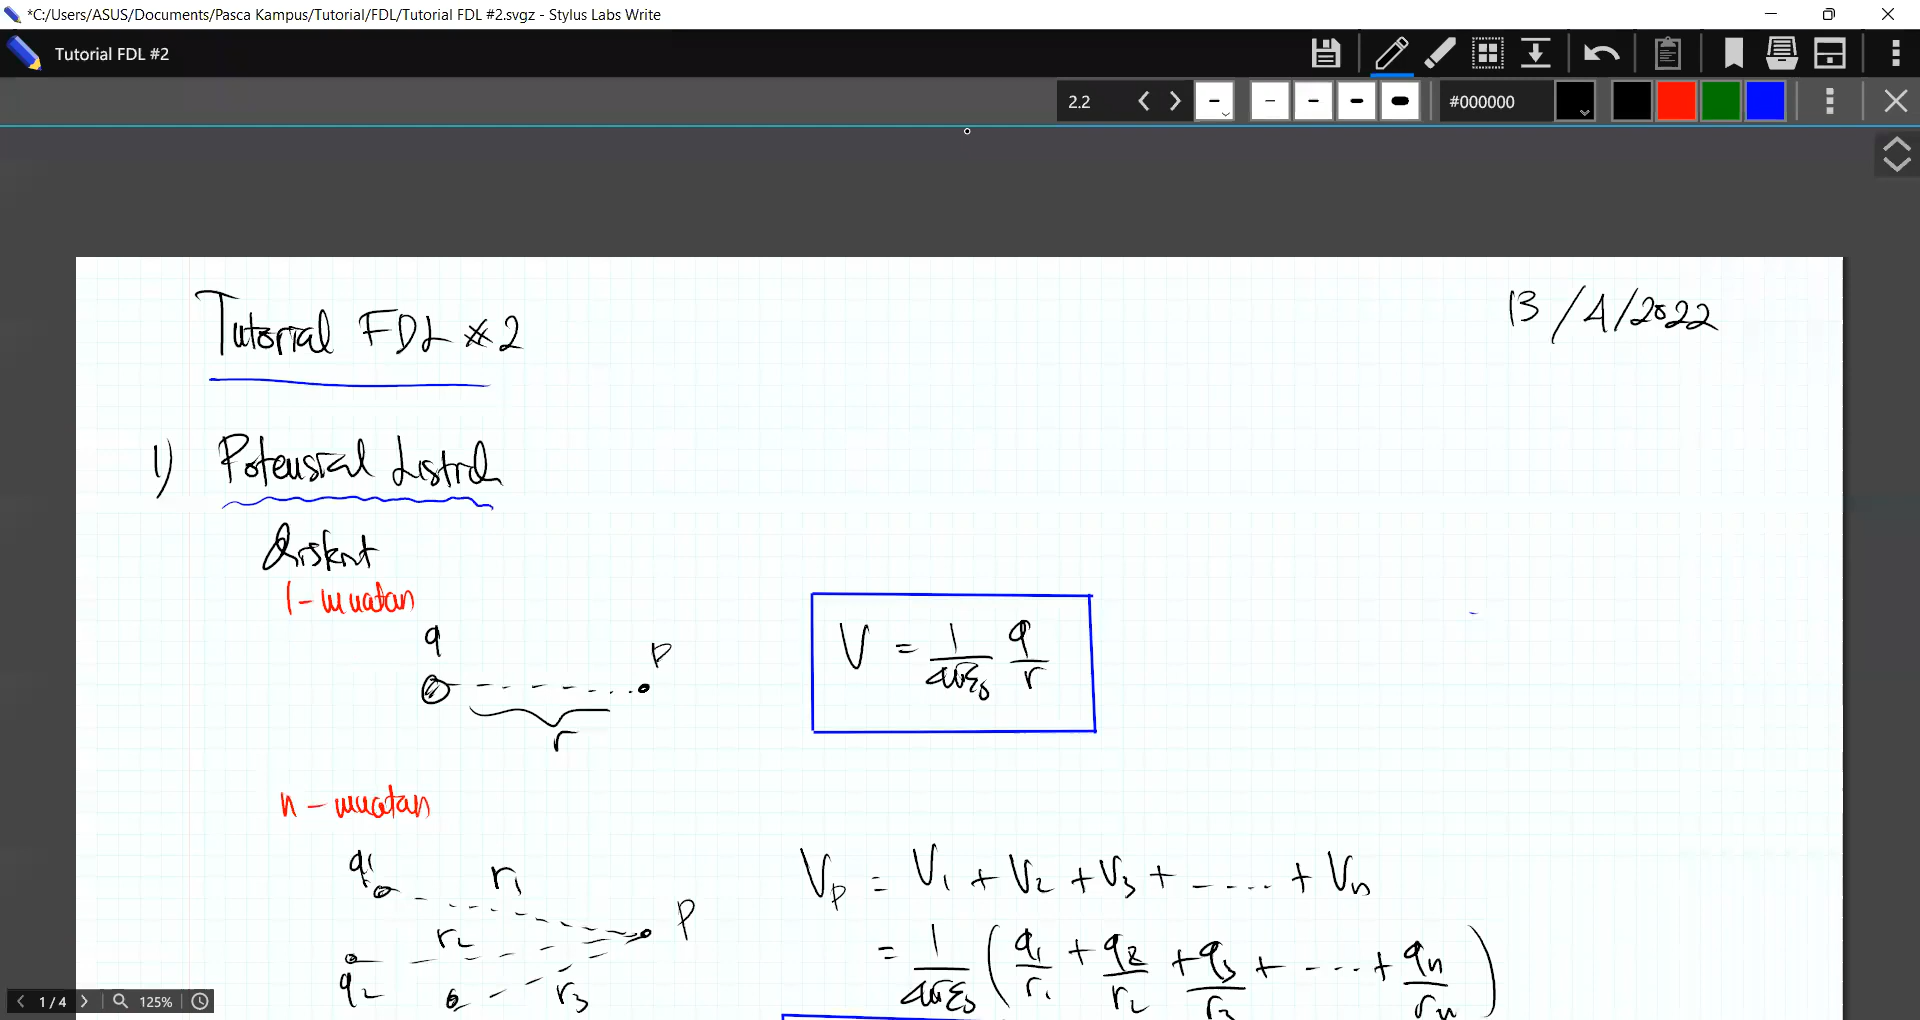 *C:/Users/ASUS/Documents/Pasca Kampus/Tutorial/FDL/Tutorial FDL #2.svgz - Stylus Labs Write
Tutorial FDL #2
2.2
#000000
Tutorial FDL #2
13/4/2022
1) Potensial Listrik
diskrit
1-muatan
q
P
r
V = 1/4πε0 q/r
n-muatan
q1
r1
P
r2
q2
r3
Vp = V1 + V2 + V3 + ..... + Vn
= 1/4πε0 (q1/r1 + q2/r2 + q3/r3 + ..... + qn/rn)
1/4
125%